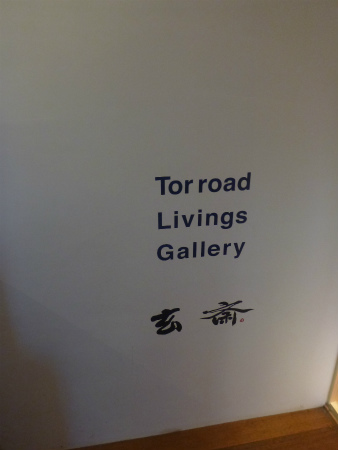 Tor road
Livings
Gallery
玄斎